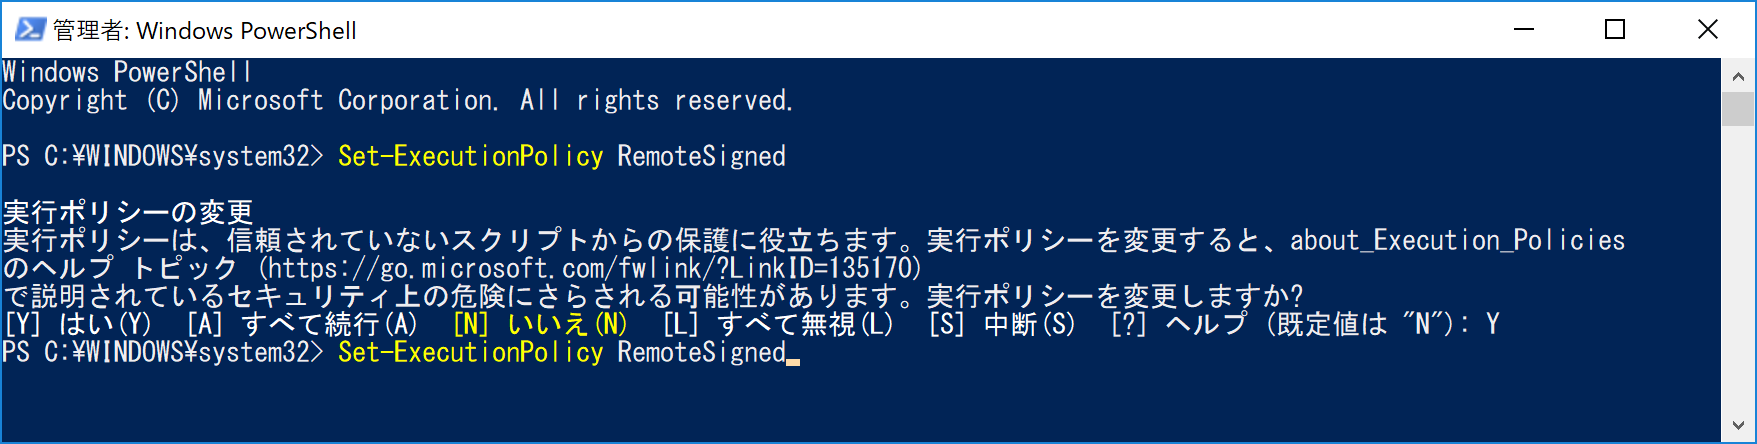 管理者: Windows PowerShell
Windows PowerShell
Copyright (C) Microsoft Corporation. All rights reserved.
PS C:¥WINDOWS¥system32> Set-ExecutionPolicy RemoteSigned
実行ポリシーの変更
実行ポリシーは、信頼されていないスクリプトからの保護に役立ちます。実行ポリシーを変更すると、about_Execution_Policies
のヘルプ トピック (https://go.microsoft.com/fwlink/?LinkID=135170)
で説明されているセキュリティ上の危険にさらされる可能性があります。実行ポリシーを変更しますか?
[Y] はい(Y)  [A] すべて続行(A)  [N] いいえ(N)  [L] すべて無視(L)  [S] 中断(S)  [?] ヘルプ (既定値は "N"): Y
PS C:¥WINDOWS¥system32> Set-ExecutionPolicy RemoteSigned